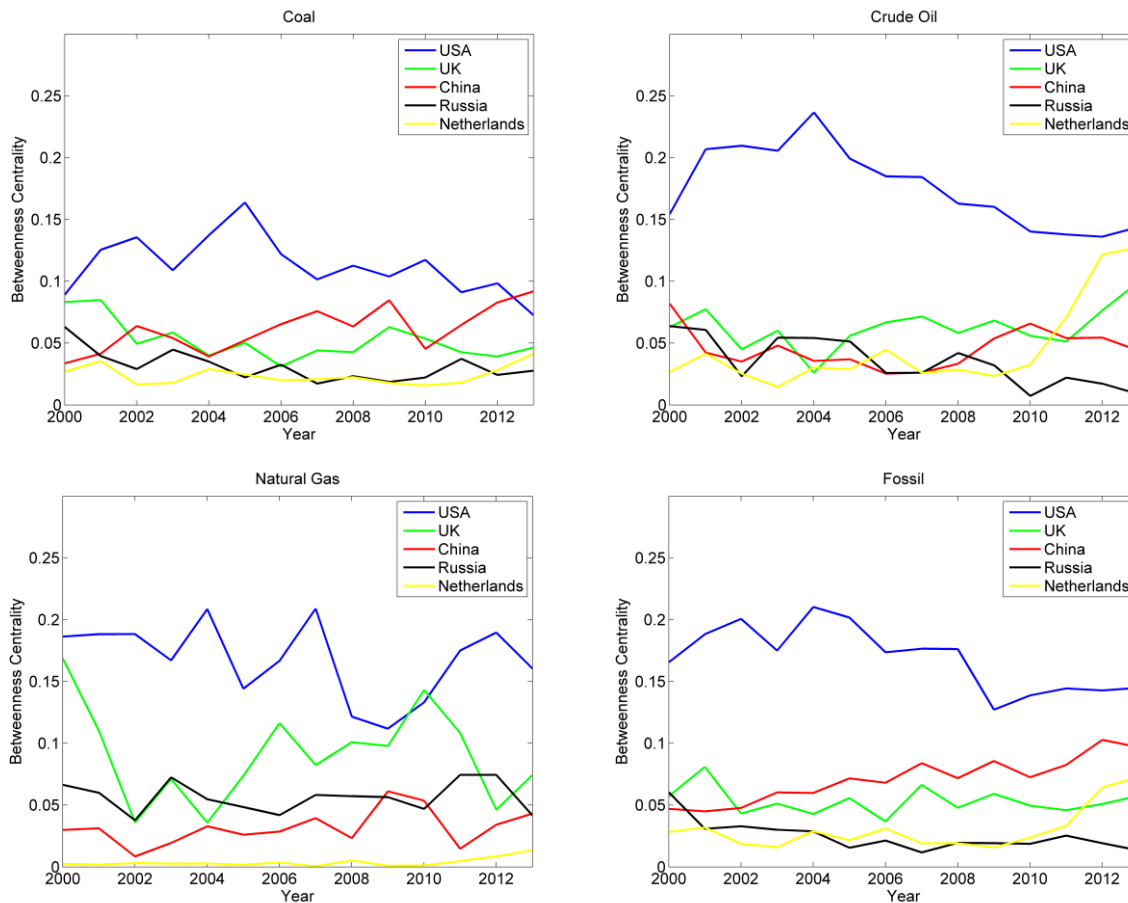 Coal
USA
UK
China
Russia
Netherlands
Betweenness Centrality
0.25
0.2
0.15
0.1
0.05
0
2000 2002 2004 2006 2008 2010 2012
Year
Crude Oil
USA
UK
China
Russia
Netherlands
Betweenness Centrality
0.25
0.2
0.15
0.1
0.05
0
2000 2002 2004 2006 2008 2010 2012
Year
Natural Gas
USA
UK
China
Russia
Netherlands
Betweenness Centrality
0.25
0.2
0.15
0.1
0.05
0
2000 2002 2004 2006 2008 2010 2012
Year
Fossil
USA
UK
China
Russia
Netherlands
Betweenness Centrality
0.25
0.2
0.15
0.1
0.05
0
2000 2002 2004 2006 2008 2010 2012
Year